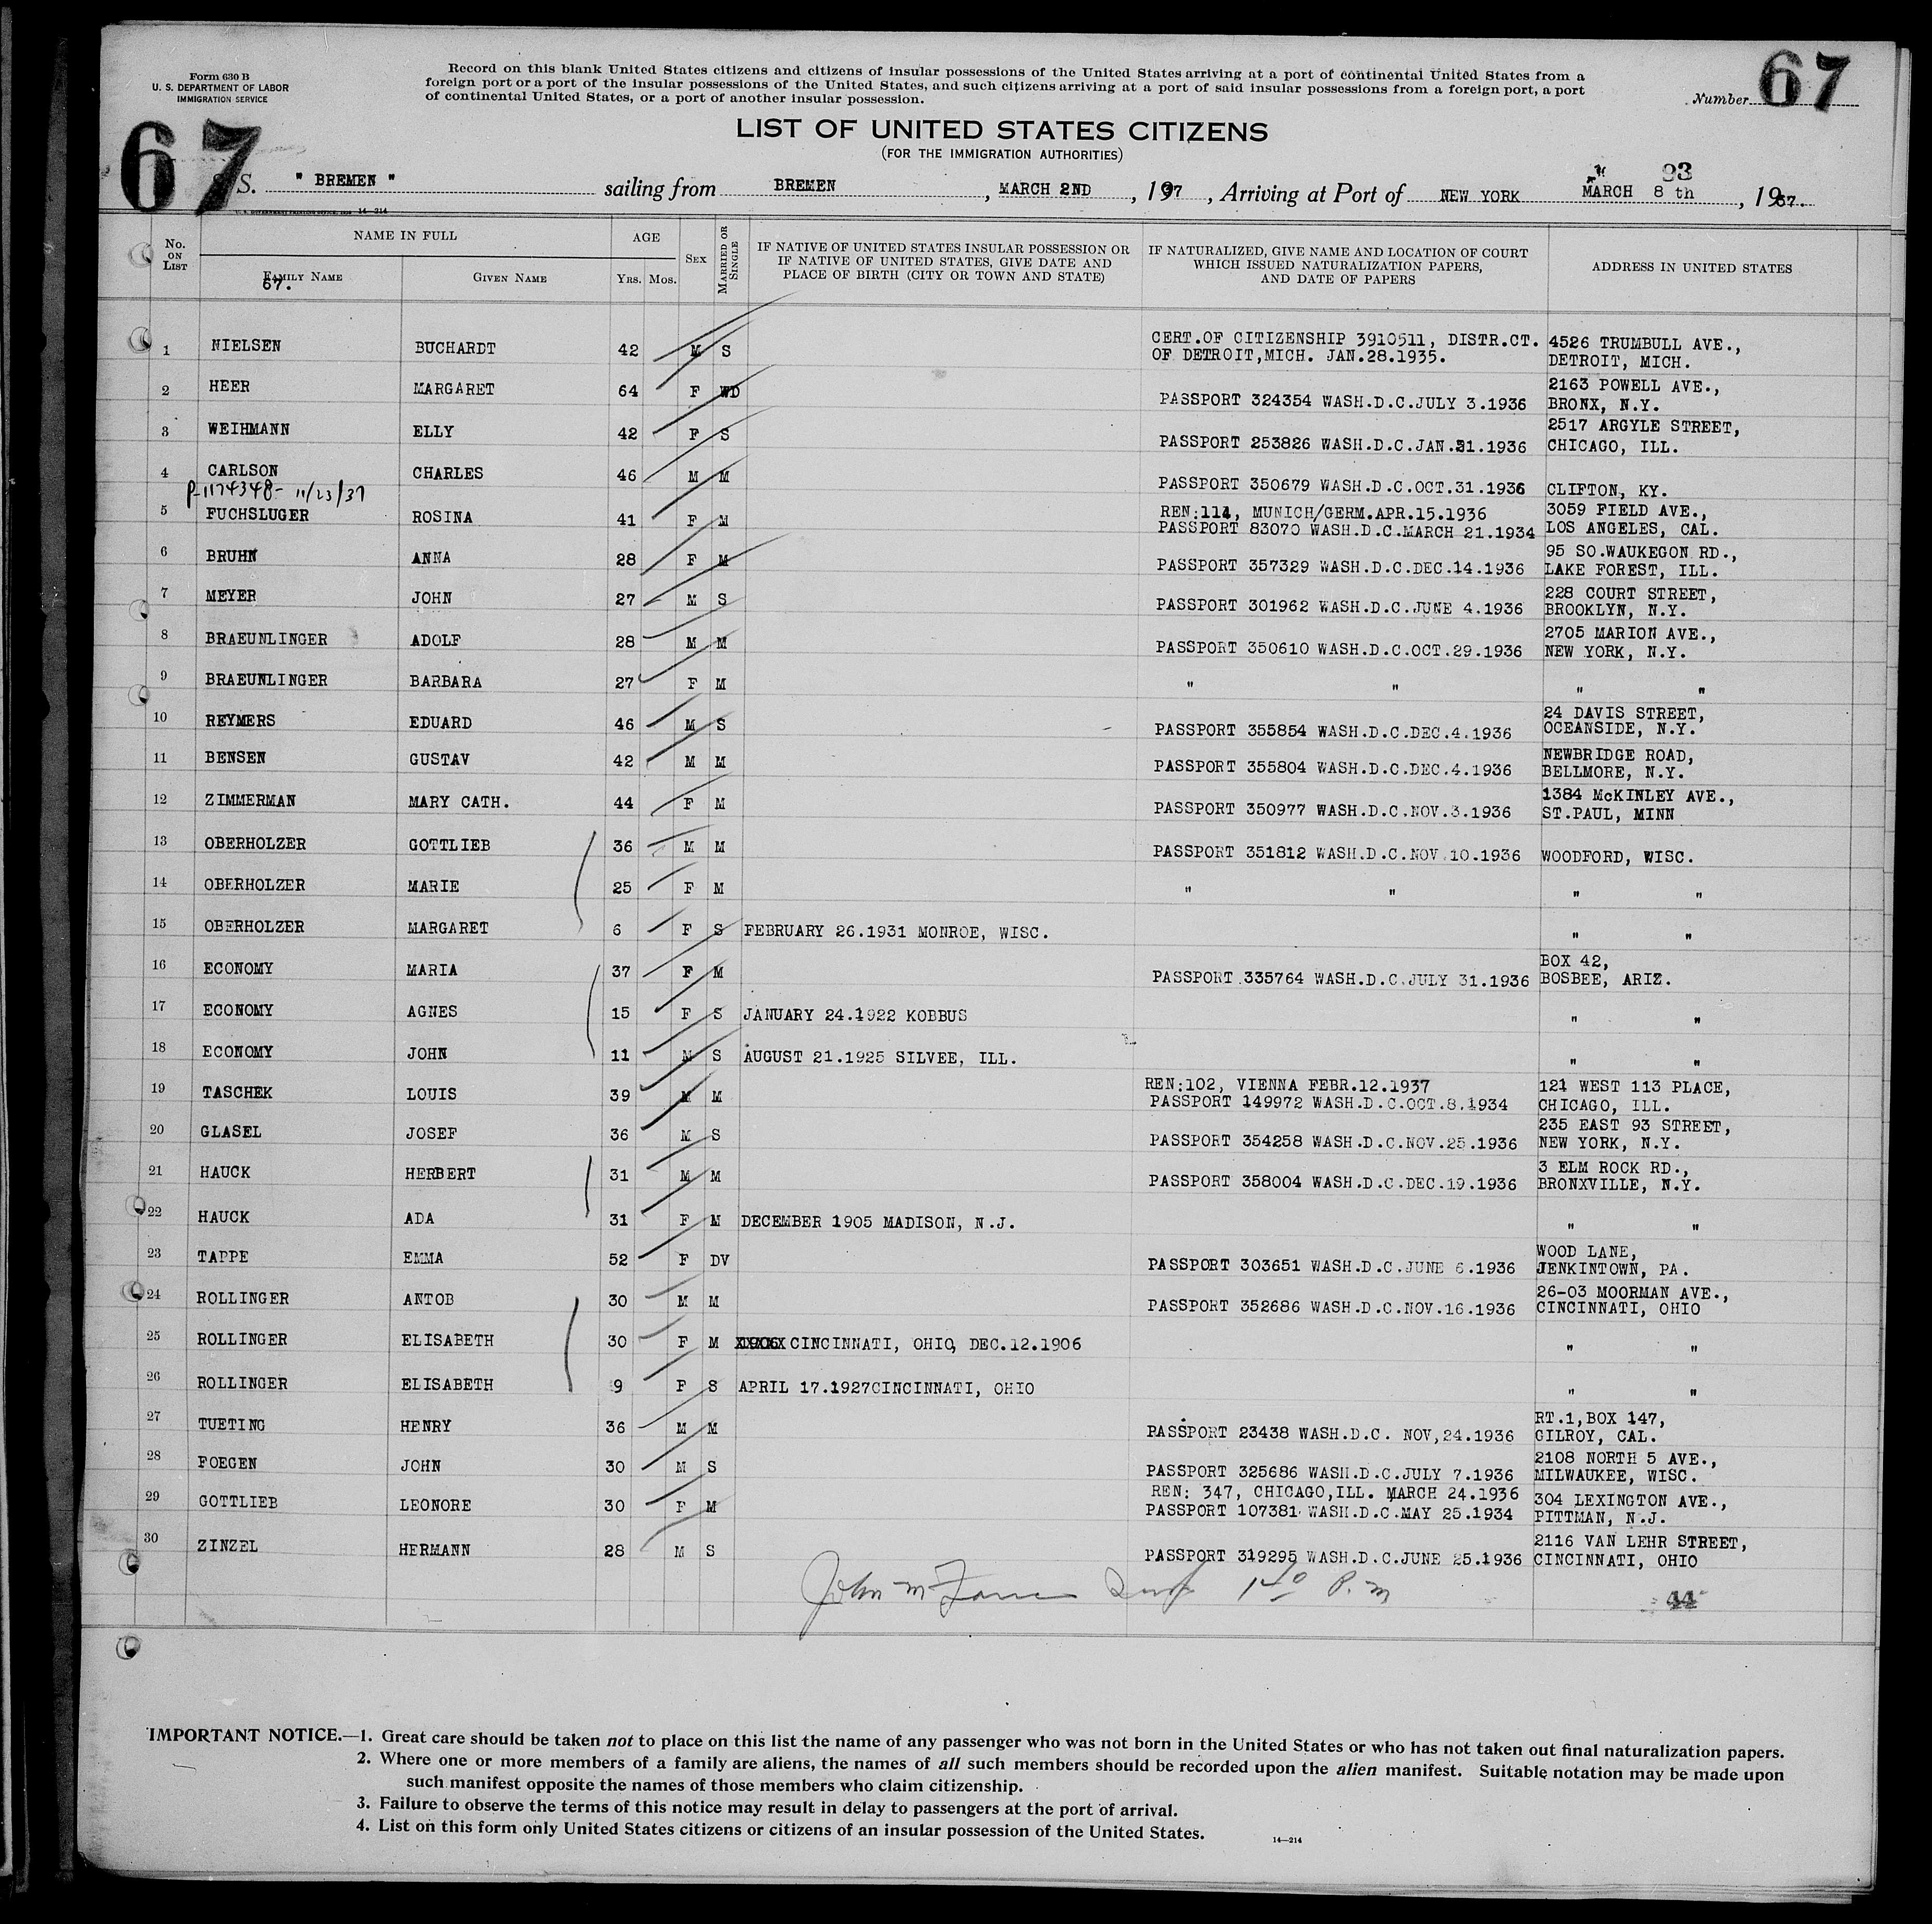 Form 630 B
U. S. DEPARTMENT OF LABOR
IMMIGRATION SERVICE
Record on this blank United States citizens and citizens of insular possessions of the United States arriving at a port of continental United States from a
foreign port or a port of the insular possessions of the United States, and such citizens arriving at a port of said insular possessions from a foreign port, a port
of continental United States, or a port of another insular possession.
Number 67
LIST OF UNITED STATES CITIZENS
(FOR THE IMMIGRATION AUTHORITIES)
67
S. " BREMEN " sailing from BREMEN, MARCH 2ND, 1937, Arriving at Port of NEW YORK MARCH 8 th, 1937.
93
14—214
No. ON LIST NAME IN FULL AGE SEX MARRIED OR SINGLE IF NATIVE OF UNITED STATES INSULAR POSSESSION OR IF NATIVE OF UNITED STATES, GIVE DATE AND PLACE OF BIRTH (CITY OR TOWN AND STATE) IF NATURALIZED, GIVE NAME AND LOCATION OF COURT WHICH ISSUED NATURALIZATION PAPERS, AND DATE OF PAPERS ADDRESS IN UNITED STATES
FAMILY NAME GIVEN NAME YRS. MOS.
67.
1 NIELSEN BUCHARDT 42 M S CERT.OF CITIZENSHIP 3910511, DISTR.CT. 4526 TRUMBULL AVE.,
OF DETROIT,MICH. JAN.28.1935. DETROIT, MICH.
2 HEER MARGARET 64 F WD PASSPORT 324354 WASH.D.C.JULY 3.1936 2163 POWELL AVE.,
BRONX, N.Y.
3 WEIHMANN ELLY 42 F S PASSPORT 253826 WASH.D.C.JAN.31.1936 2517 ARGYLE STREET,
CHICAGO, ILL.
4 CARLSON CHARLES 46 M M PASSPORT 350679 WASH.D.C.OCT.31.1936 CLIFTON, KY.
P-1174348- 11/23/37
5 FUCHSLUGER ROSINA 41 F M REN:111, MUNICH/GERM.APR.15.1936 3059 FIELD AVE.,
PASSPORT 83070 WASH.D.C.MARCH 21.1934 LOS ANGELES, CAL.
6 BRUHN ANNA 28 F M PASSPORT 357329 WASH.D.C.DEC.14.1936 95 SO.WAUKEGON RD.,
LAKE FOREST, ILL.
7 MEYER JOHN 27 M S PASSPORT 301962 WASH.D.C.JUNE 4.1936 228 COURT STREET,
BROOKLYN, N.Y.
8 BRAEUNLINGER ADOLF 28 M M PASSPORT 350610 WASH.D.C.OCT.29.1936 2705 MARION AVE.,
NEW YORK, N.Y.
9 BRAEUNLINGER BARBARA 27 F M " " " "
10 REYMERS EDUARD 46 M S PASSPORT 355854 WASH.D.C.DEC.4.1936 24 DAVIS STREET,
OCEANSIDE, N.Y.
11 BENSEN GUSTAV 42 M M PASSPORT 355804 WASH.D.C.DEC.4.1936 NEWBRIDGE ROAD,
BELLMORE, N.Y.
12 ZIMMERMAN MARY CATH. 44 F M PASSPORT 350977 WASH.D.C.NOV.3.1936 1384 McKINLEY AVE.,
ST.PAUL, MINN
13 OBERHOLZER GOTTLIEB 36 M M PASSPORT 351812 WASH.D.C.NOV.10.1936 WOODFORD, WISC.
14 OBERHOLZER MARIE 25 F M " " " "
15 OBERHOLZER MARGARET 6 F S FEBRUARY 26.1931 MONROE, WISC. " "
16 ECONOMY MARIA 37 F M PASSPORT 335764 WASH.D.C.JULY 31.1936 BOX 42,
BOSBEE, ARIZ.
17 ECONOMY AGNES 15 F S JANUARY 24.1922 KOBBUS " "
18 ECONOMY JOHN 11 M S AUGUST 21.1925 SILVEE, ILL. " "
19 TASCHEK LOUIS 39 M M REN:102, VIENNA FEBR.12.1937 121 WEST 113 PLACE,
PASSPORT 149972 WASH.D.C.OCT.8.1934 CHICAGO, ILL.
20 GLASEL JOSEF 36 M S PASSPORT 354258 WASH.D.C.NOV.25.1936 235 EAST 93 STREET,
NEW YORK, N.Y.
21 HAUCK HERBERT 31 M M PASSPORT 358004 WASH.D.C.DEC.19.1936 3 ELM ROCK RD.,
BRONXVILLE, N.Y.
22 HAUCK ADA 31 F M DECEMBER 1905 MADISON, N.J. " "
23 TAPPE EMMA 52 F DV PASSPORT 303651 WASH.D.C.JUNE 6.1936 WOOD LANE,
JENKINTOWN, PA.
24 ROLLINGER ANTOB 30 M M PASSPORT 352686 WASH.D.C.NOV.16.1936 26-03 MOORMAN AVE.,
CINCINNATI, OHIO
25 ROLLINGER ELISABETH 30 F M CINCINNATI, OHIO, DEC.12.1906 " "
26 ROLLINGER ELISABETH 9 F S APRIL 17.1927CINCINNATI, OHIO " "
27 TUETING HENRY 36 M M PASSPORT 23438 WASH.D.C. NOV,24.1936 RT.1,BOX 147,
GILROY, CAL.
28 FOEGEN JOHN 30 M S PASSPORT 325686 WASH.D.C.JULY 7.1936 2108 NORTH 5 AVE.,
MILWAUKEE, WISC.
29 GOTTLIEB LEONORE 30 F M REN: 347, CHICAGO,ILL. MARCH 24.1936 304 LEXINGTON AVE.,
PASSPORT 107381 WASH.D.C.MAY 25.1934 PITTMAN, N.J.
30 ZINZEL HERMANN 28 M S PASSPORT 319295 WASH.D.C.JUNE 25.1936 2116 VAN LEHR STREET,
CINCINNATI, OHIO
John P. M
44
IMPORTANT NOTICE.—1. Great care should be taken not to place on this list the name of any passenger who was not born in the United States or who has not taken out final naturalization papers.
2. Where one or more members of a family are aliens, the names of all such members should be recorded upon the alien manifest. Suitable notation may be made upon
such manifest opposite the names of those members who claim citizenship.
3. Failure to observe the terms of this notice may result in delay to passengers at the port of arrival.
4. List on this form only United States citizens or citizens of an insular possession of the United States.
14—214